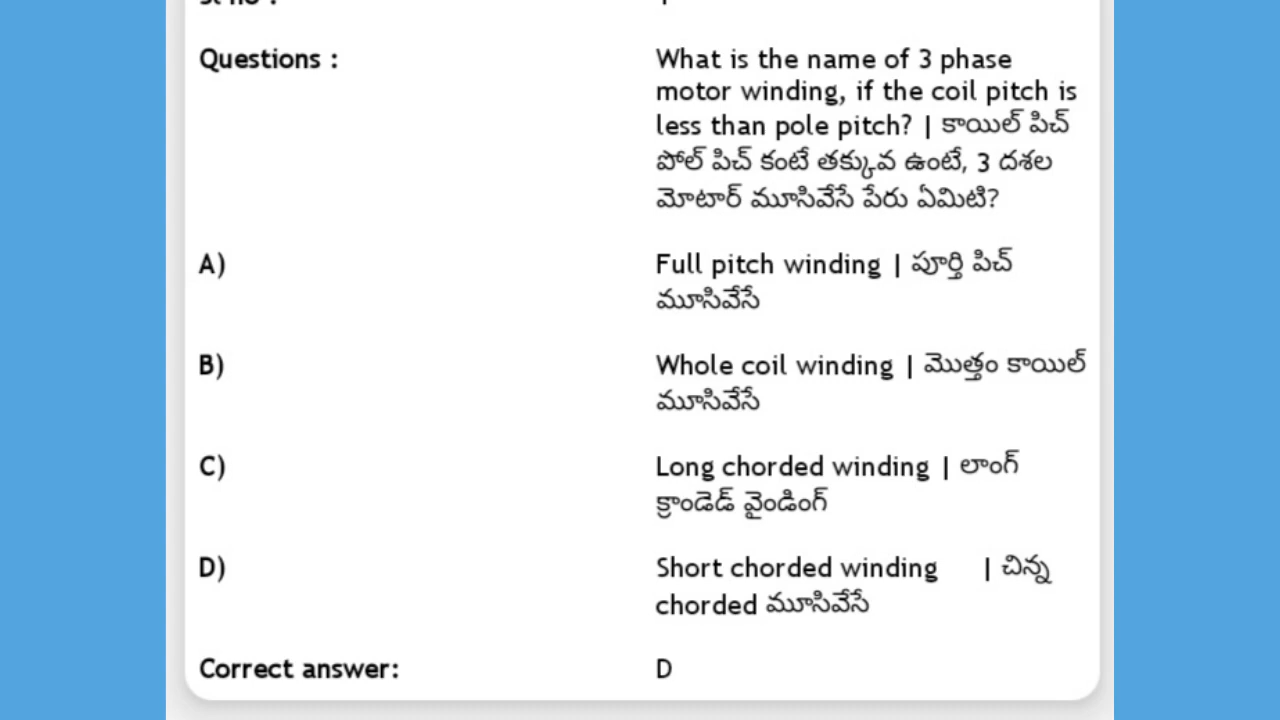 Questions :
What is the name of 3 phase
motor winding, if the coil pitch is
less than pole pitch? | కాయిల్ పిచ్
పోల్ పిచ్ కంటే తక్కువ ఉంటే, 3 దశల
మోటార్ మూసివేసే పేరు ఏమిటి?
A)
Full pitch winding | పూర్తి పిచ్
మూసివేసే
B)
Whole coil winding | మొత్తం కాయిల్
మూసివేసే
C)
Long chorded winding | లాంగ్
క్రాండెడ్ వైండింగ్
D)
Short chorded winding | చిన్న
chorded మూసివేసే
Correct answer:
D